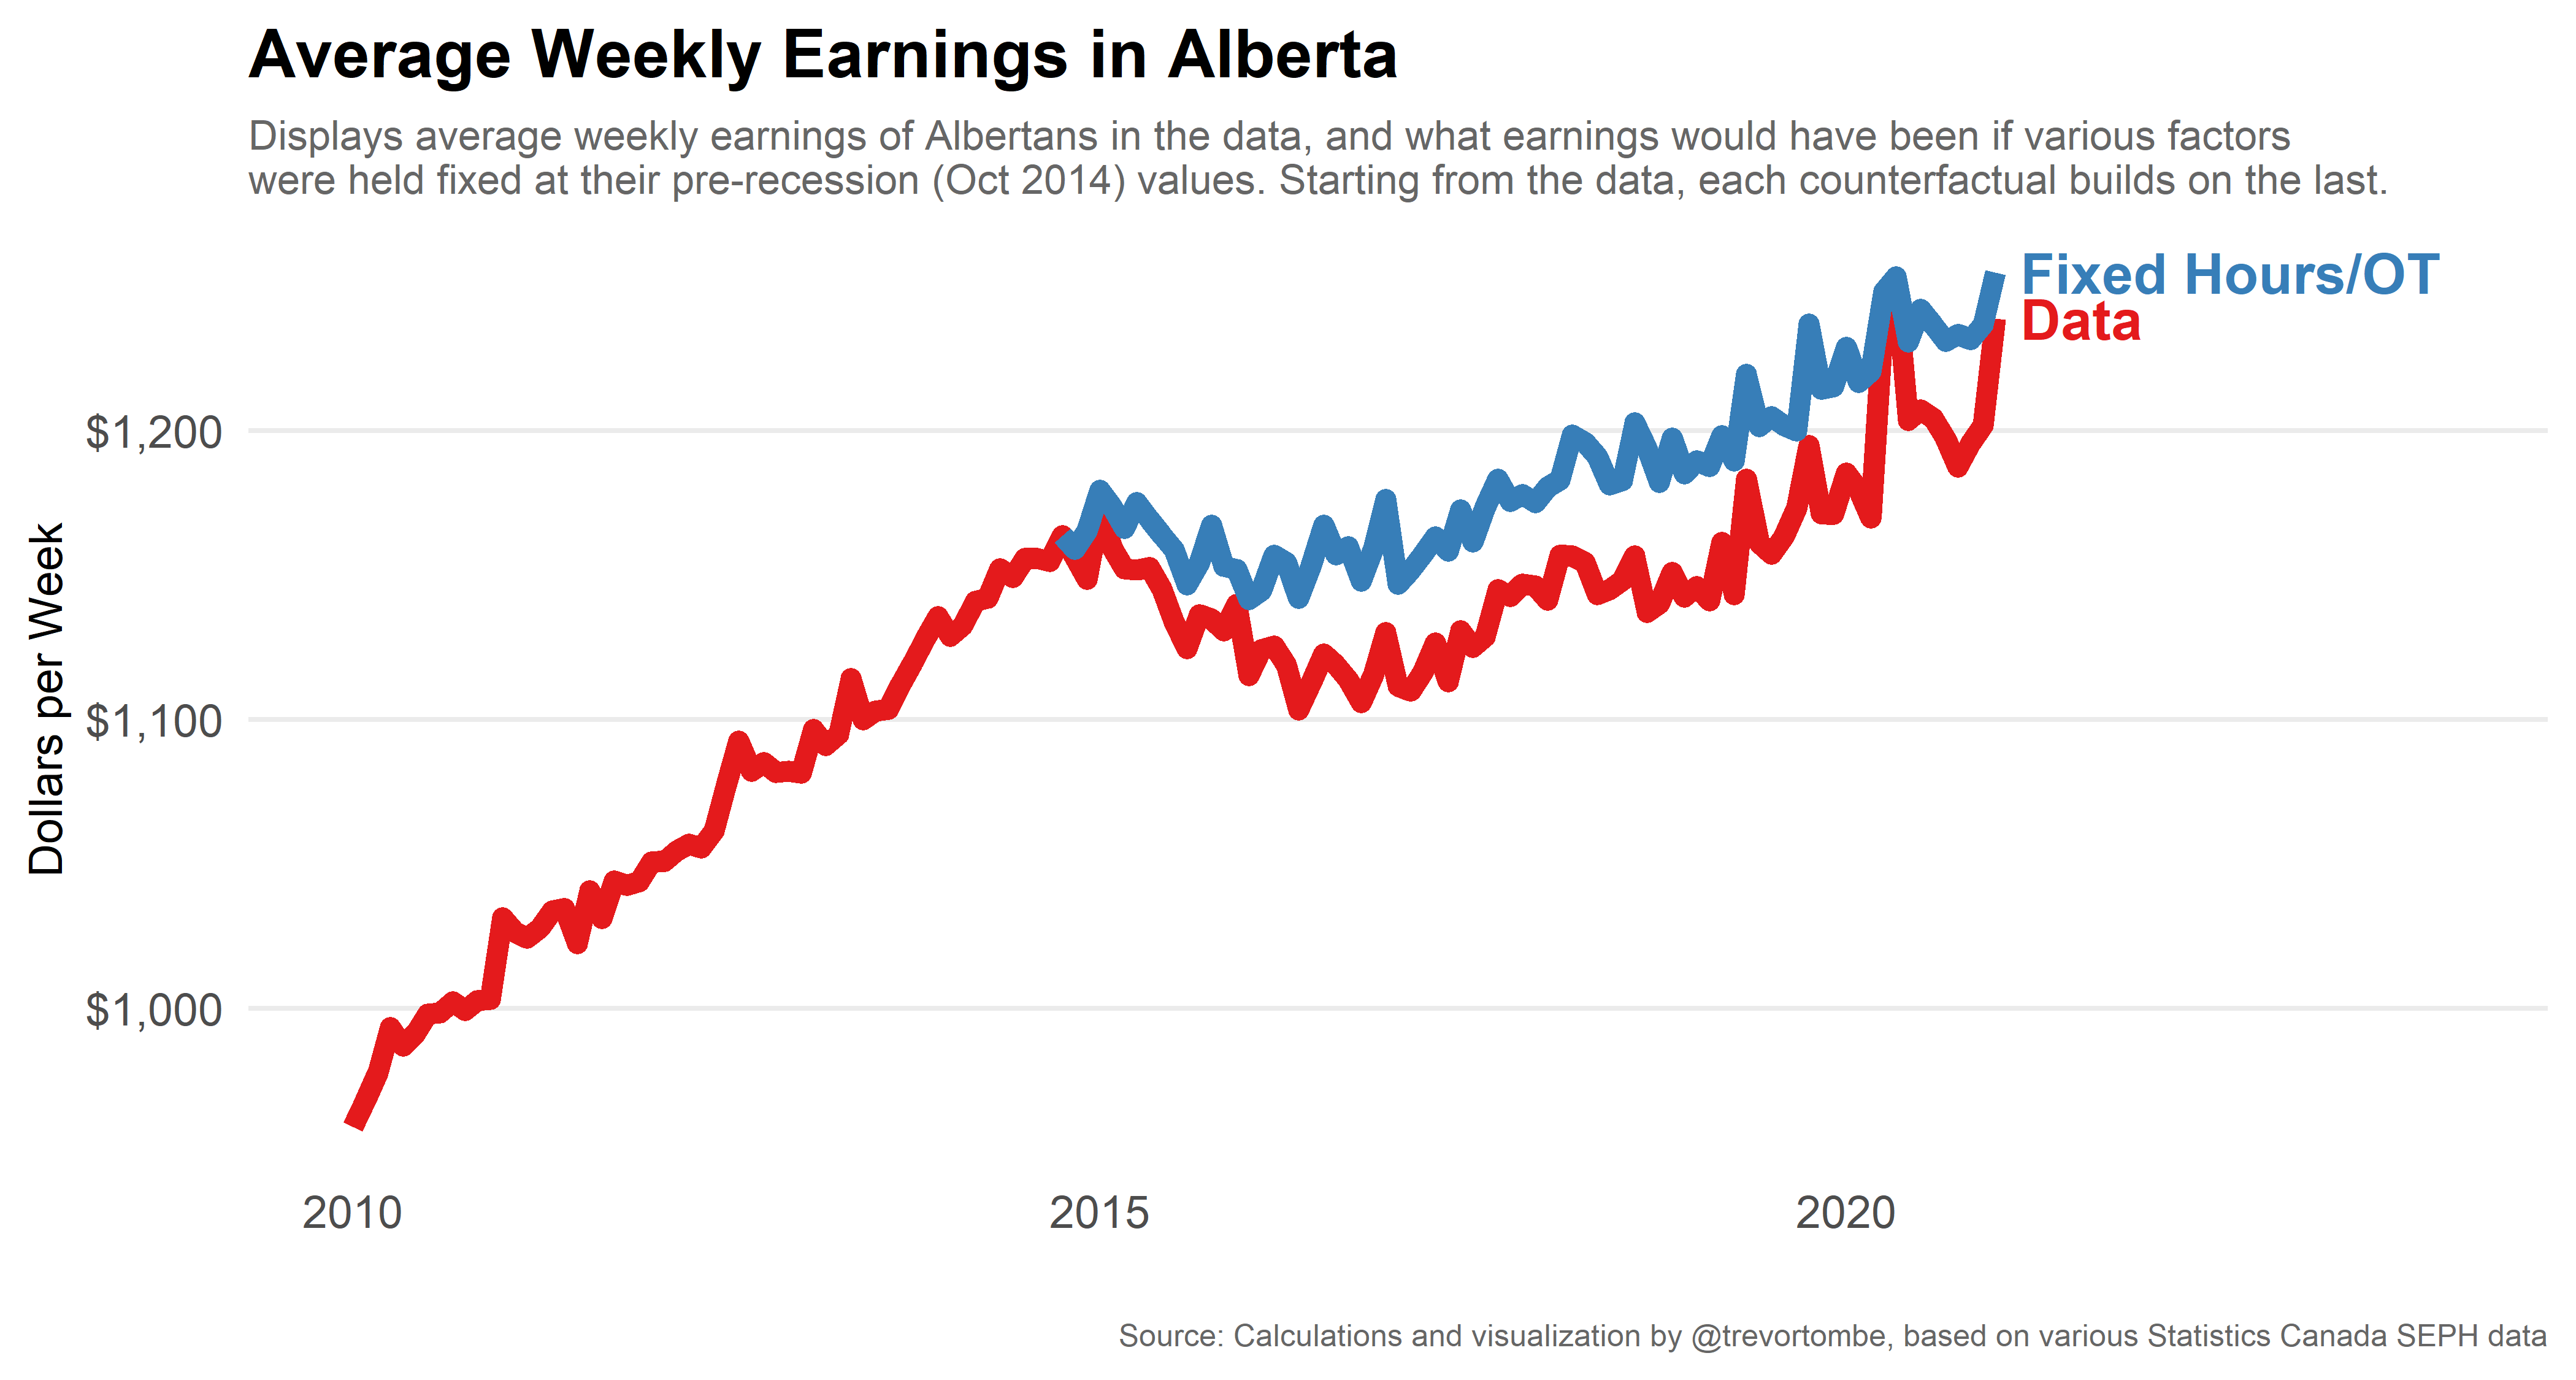 Average Weekly Earnings in Alberta
Displays average weekly earnings of Albertans in the data, and what earnings would have been if various factors
were held fixed at their pre-recession (Oct 2014) values. Starting from the data, each counterfactual builds on the last.
Fixed Hours/OT
Data
$1,200
$1,100
$1,000
Dollars per Week
2010
2015
2020
Source: Calculations and visualization by @trevortombe, based on various Statistics Canada SEPH data